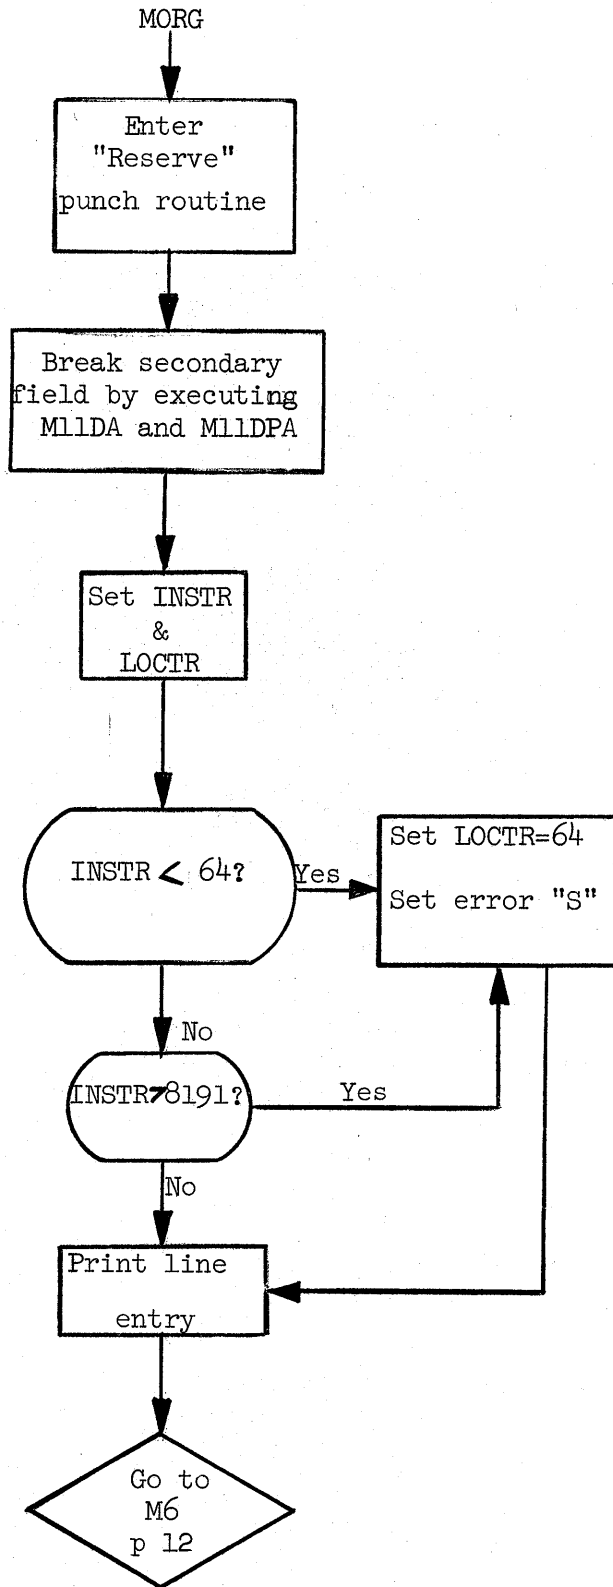 MORG
Enter
"Reserve"
punch routine
Break secondary
field by executing
M11DA and M11DPA
Set INSTR
&
LOCTR
INSTR < 64?
Yes
Set LOCTR=64
Set error "S"
No
INSTR>8191?
Yes
No
Print line
entry
Go to
M6
p 12